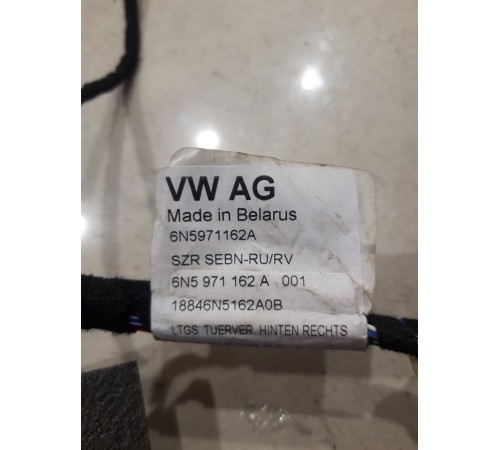 VW AG
Made in Belarus
6N5971162A
SZR SEBN-RU/RV
6N5 971 162 A 001
18846N5162A0B
LTGS TUERVER HINTEN RECHTS